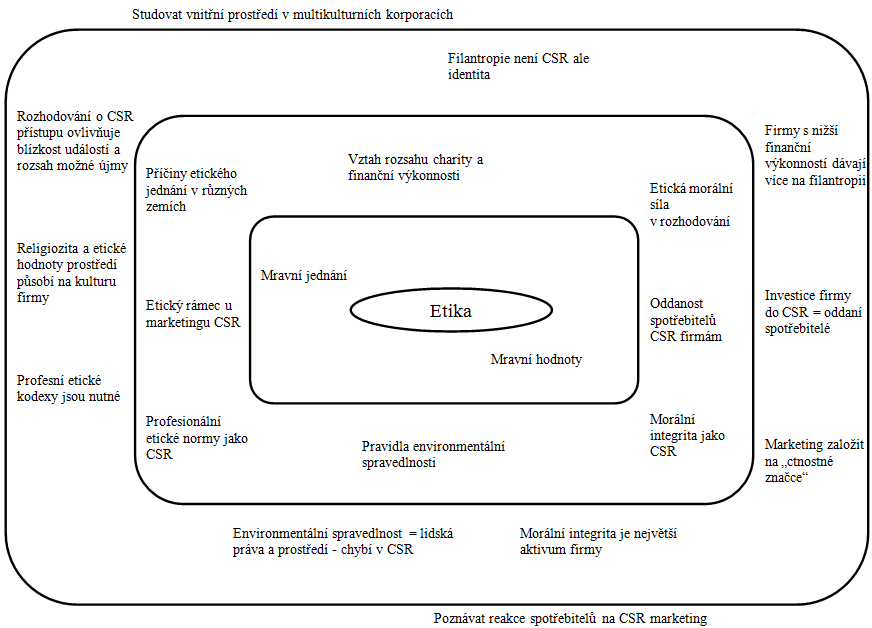 Studovat vnitřní prostředí v multikulturních korporacích
Filantropie není CSR ale
identita
Rozhodování o CSR
přístupu ovlivňuje
blízkost událostí a
rozsah možné újmy
Firmy s nižší
finanční
výkonností dávají
více na filantropii
Vztah rozsahu charity a
finanční výkonnosti
Příčiny etického
jednání v různých
zemích
Etická morální
síla
v rozhodování
Religiozita a etické
hodnoty prostředí
působí na kulturu
firmy
Mravní jednání
Etika
Mravní hodnoty
Etický rámec u
marketingu CSR
Oddanost
spotřebitelů
CSR firmám
Investice firmy
do CSR = oddaní
spotřebitelé
Profesní etické
kodexy jsou nutné
Profesionální
etické normy jako
CSR
Pravidla environmentální
spravedlnosti
Morální
integrita jako
CSR
Marketing založit
na „ctnostné
značce“
Environmentální spravedlnost = lidská
práva a prostředí - chybí v CSR
Morální integrita je největší
aktivum firmy
Poznávat reakce spotřebitelů na CSR marketing